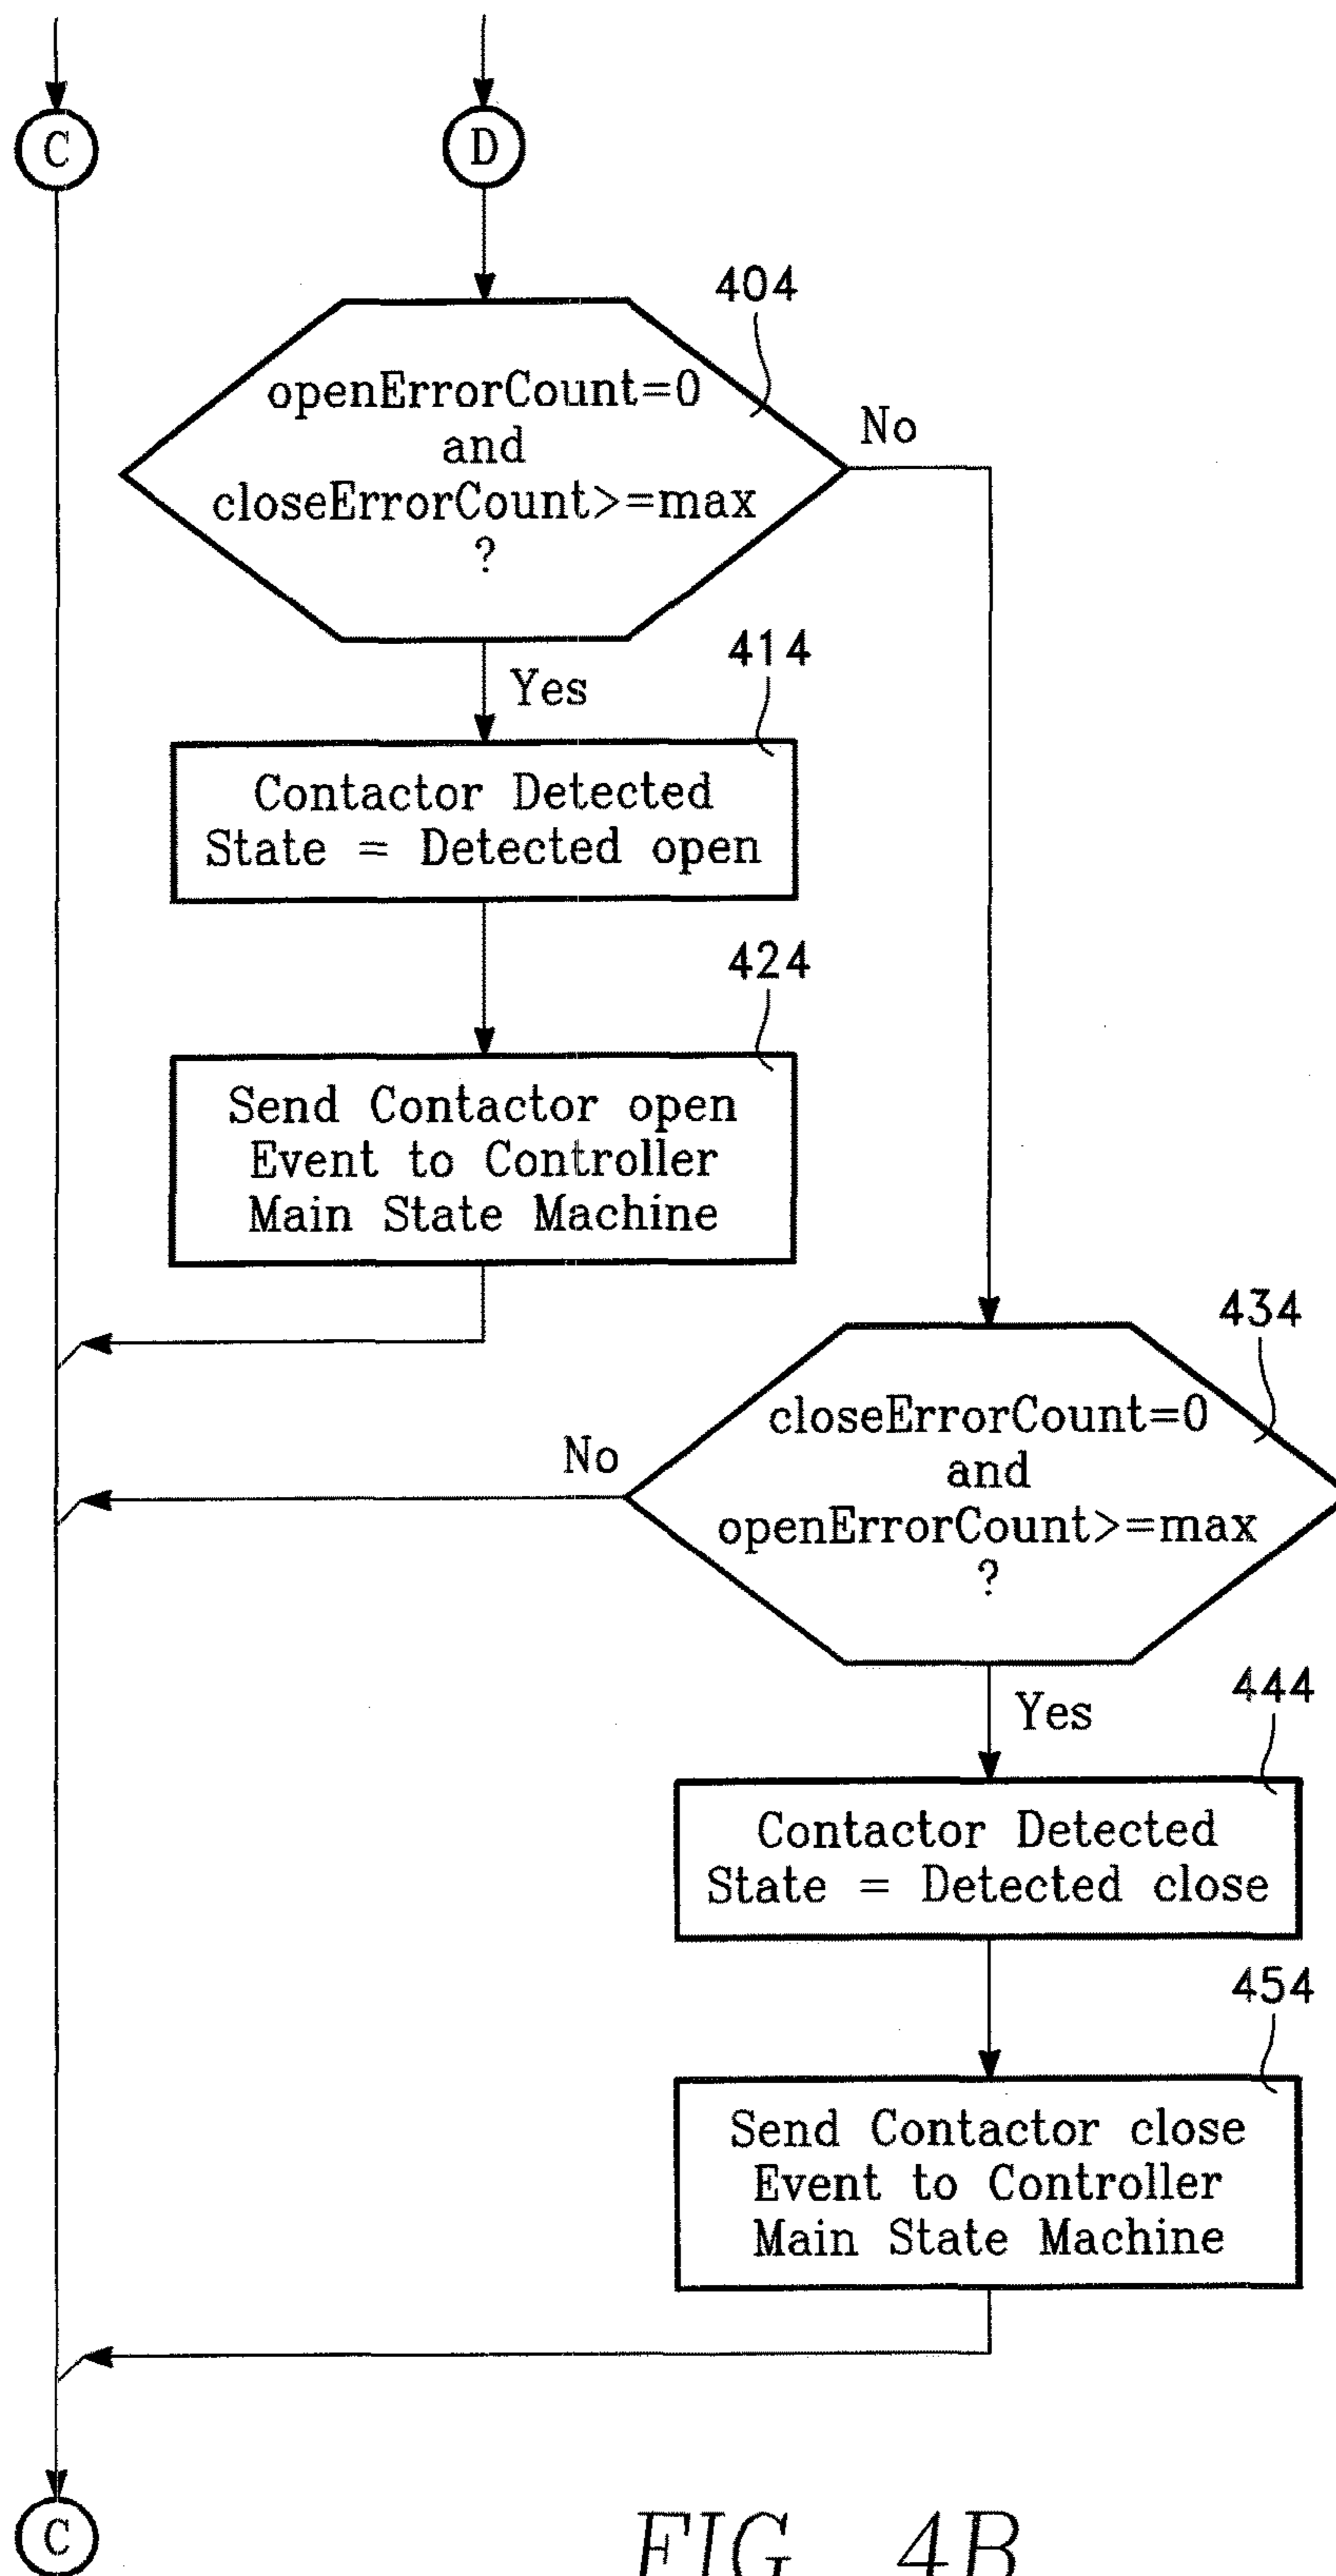 C
D
404
openErrorCount=0
and
closeErrorCount>=max
?
No
Yes
414
Contactor Detected
State = Detected open
424
Send Contactor open
Event to Controller
Main State Machine
434
closeErrorCount=0
and
openErrorCount>=max
?
No
Yes
444
Contactor Detected
State = Detected close
454
Send Contactor close
Event to Controller
Main State Machine
C
FIG. 4B